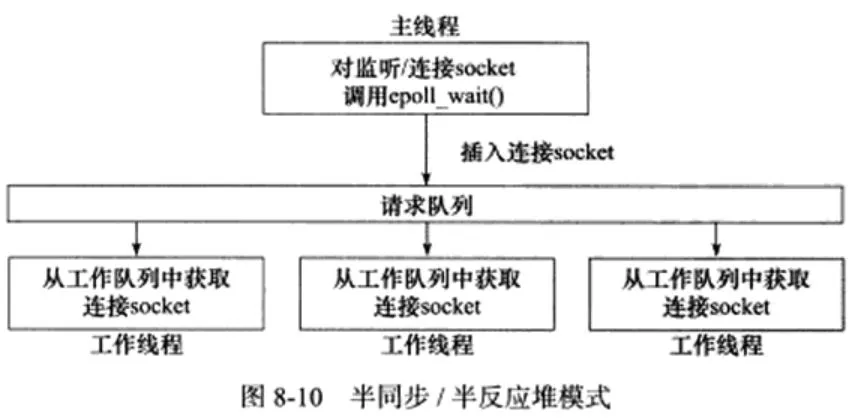 主线程
对监听/连接socket
调用epoll_wait()
插入连接socket
请求队列
从工作队列中获取
连接socket
工作线程
从工作队列中获取
连接socket
工作线程
从工作队列中获取
连接socket
工作线程
图 8-10 半同步 / 半反应堆模式